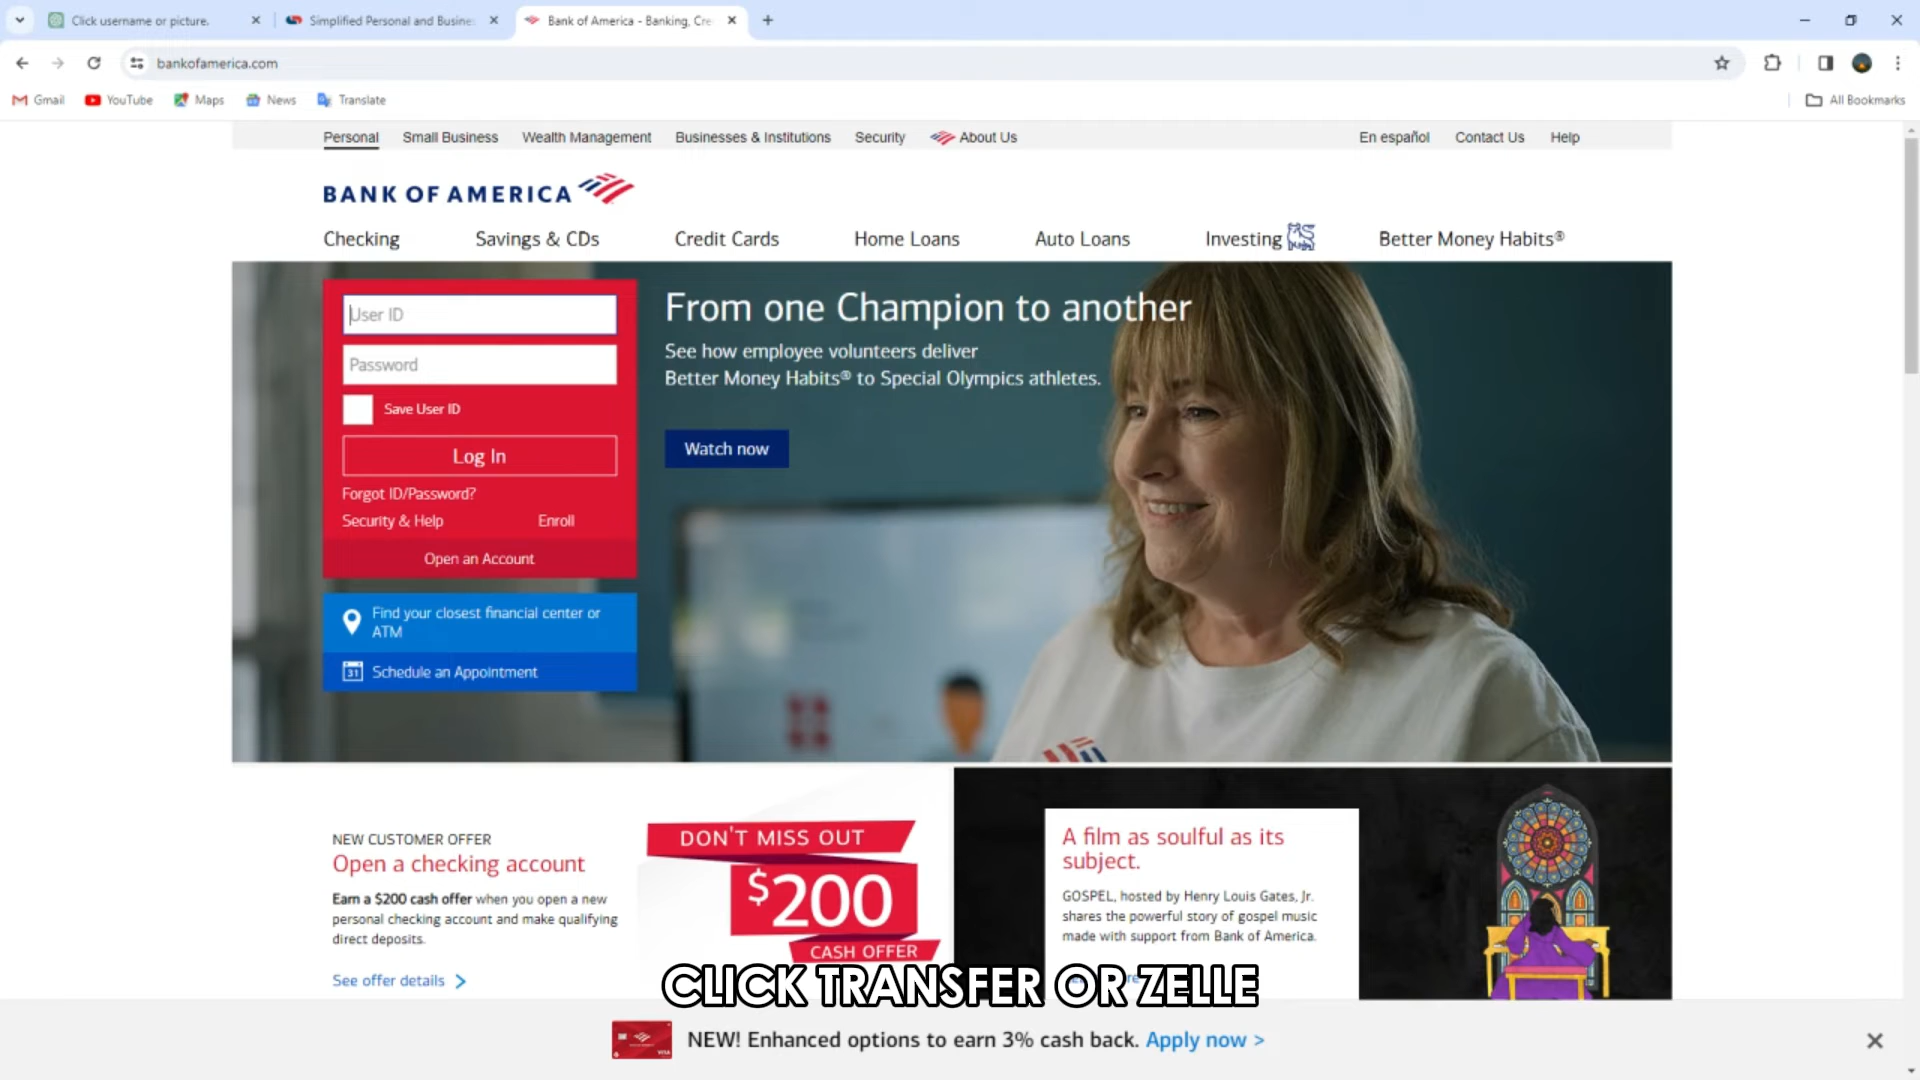 Click username or picture.
Simplified Personal and Busine
Bank of America - Banking, Cre
bankofamerica.com
Gmail
YouTube
Maps
News
Translate
All Bookmarks
Personal
Small Business
Wealth Management
Businesses & Institutions
Security
About Us
En español
Contact Us
Help
BANK OF AMERICA
Checking
Savings & CDs
Credit Cards
Home Loans
Auto Loans
Investing
Better Money Habits®
User ID
Password
Save User ID
Log In
Forgot ID/Password?
Security & Help
Enroll
Open an Account
Find your closest financial center or
ATM
31
Schedule an Appointment
From one Champion to another
See how employee volunteers deliver
Better Money Habits® to Special Olympics athletes.
Watch now
NEW CUSTOMER OFFER
Open a checking account
Earn a $200 cash offer when you open a new
personal checking account and make qualifying
direct deposits.
See offer details
DON'T MISS OUT
$200
CASH OFFER
A film as soulful as its
subject.
GOSPEL, hosted by Henry Louis Gates, Jr.
shares the powerful story of gospel music
made with support from Bank of America.
CLICK TRANSFER OR ZELLE
NEW! Enhanced options to earn 3% cash back. Apply now >